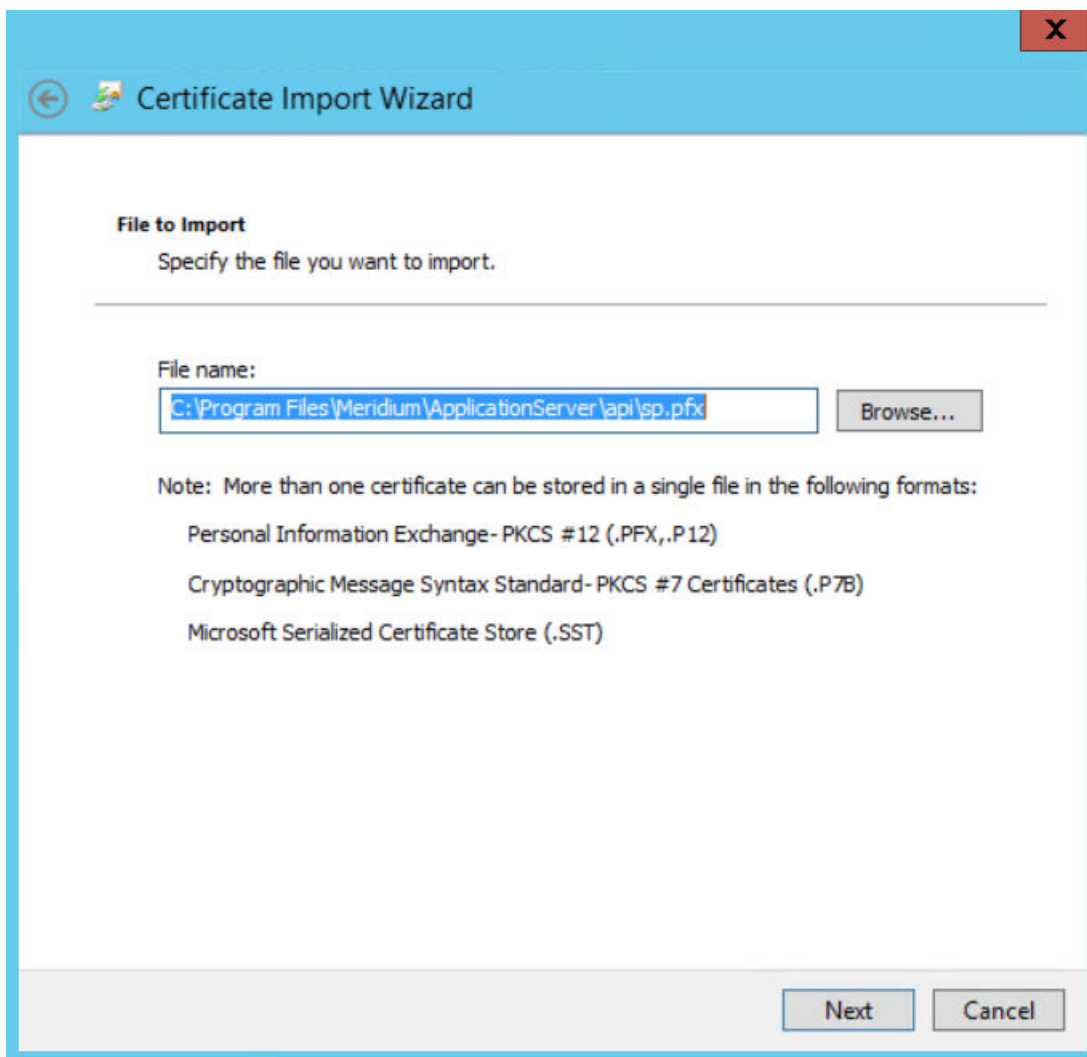 X
Certificate Import Wizard
File to Import
Specify the file you want to import.
File name:
C:\Program Files\Meridium\ApplicationServer\api\sp.pfx
Browse...
Note: More than one certificate can be stored in a single file in the following formats:
Personal Information Exchange- PKCS #12 (.PFX,.P12)
Cryptographic Message Syntax Standard- PKCS #7 Certificates (.P7B)
Microsoft Serialized Certificate Store (.SST)
Next Cancel